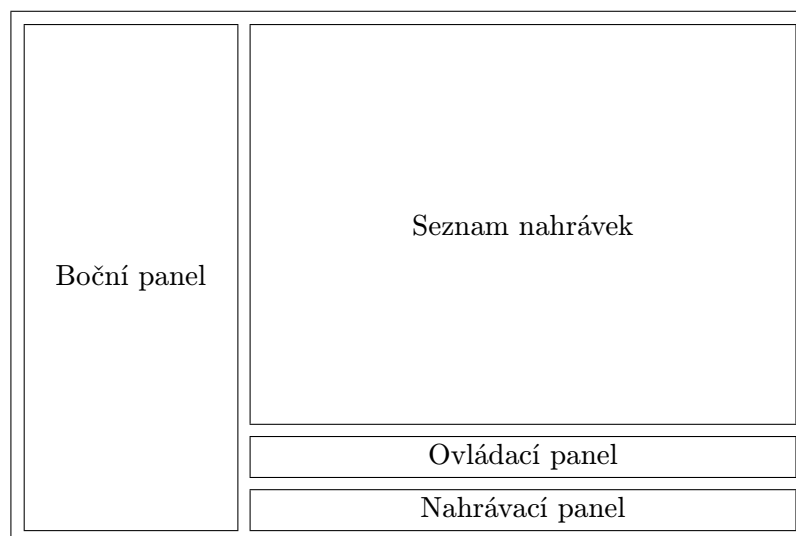 Boční panel
Seznam nahrávek
Ovládací panel
Nahrávací panel